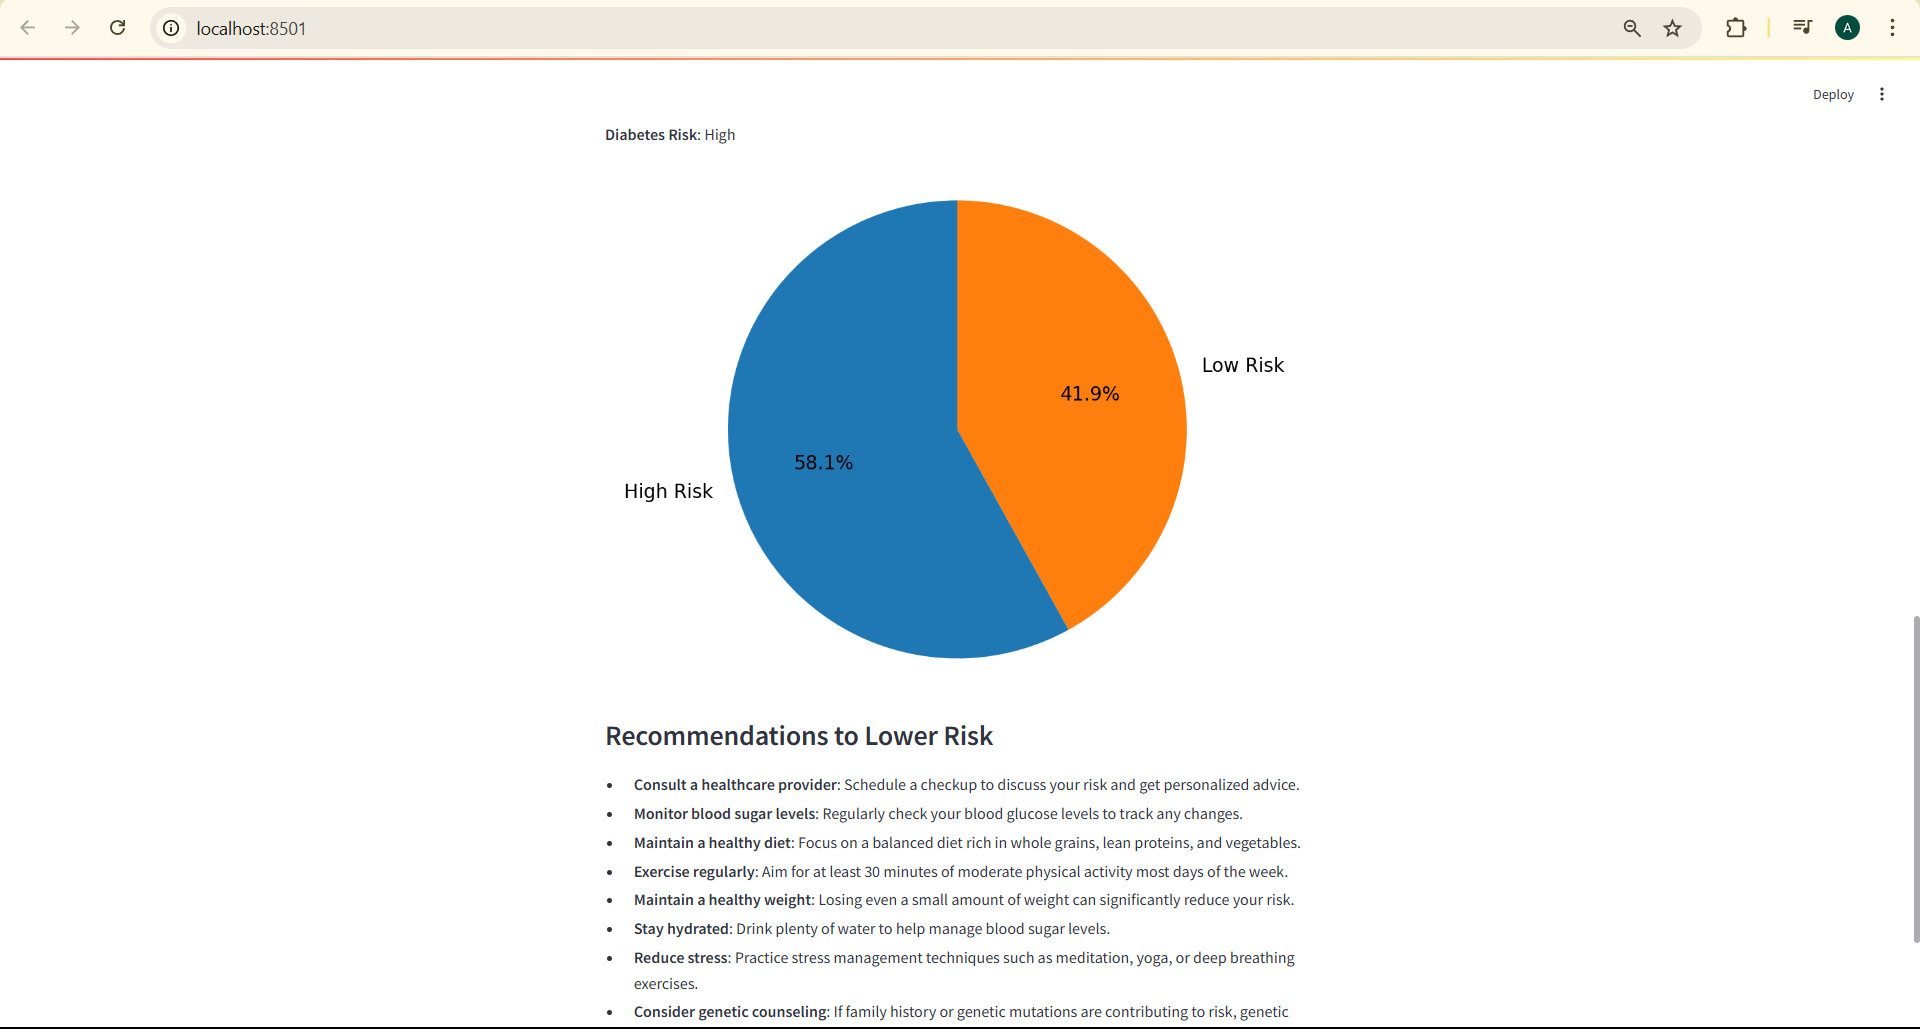 localhost:8501
A
Deploy
Diabetes Risk: High
Low Risk
41.9%
58.1%
High Risk
Recommendations to Lower Risk
• Consult a healthcare provider: Schedule a checkup to discuss your risk and get personalized advice.
• Monitor blood sugar levels: Regularly check your blood glucose levels to track any changes.
• Maintain a healthy diet: Focus on a balanced diet rich in whole grains, lean proteins, and vegetables.
• Exercise regularly: Aim for at least 30 minutes of moderate physical activity most days of the week.
• Maintain a healthy weight: Losing even a small amount of weight can significantly reduce your risk.
• Stay hydrated: Drink plenty of water to help manage blood sugar levels.
• Reduce stress: Practice stress management techniques such as meditation, yoga, or deep breathing
exercises.
• Consider genetic counseling: If family history or genetic mutations are contributing to risk, genetic